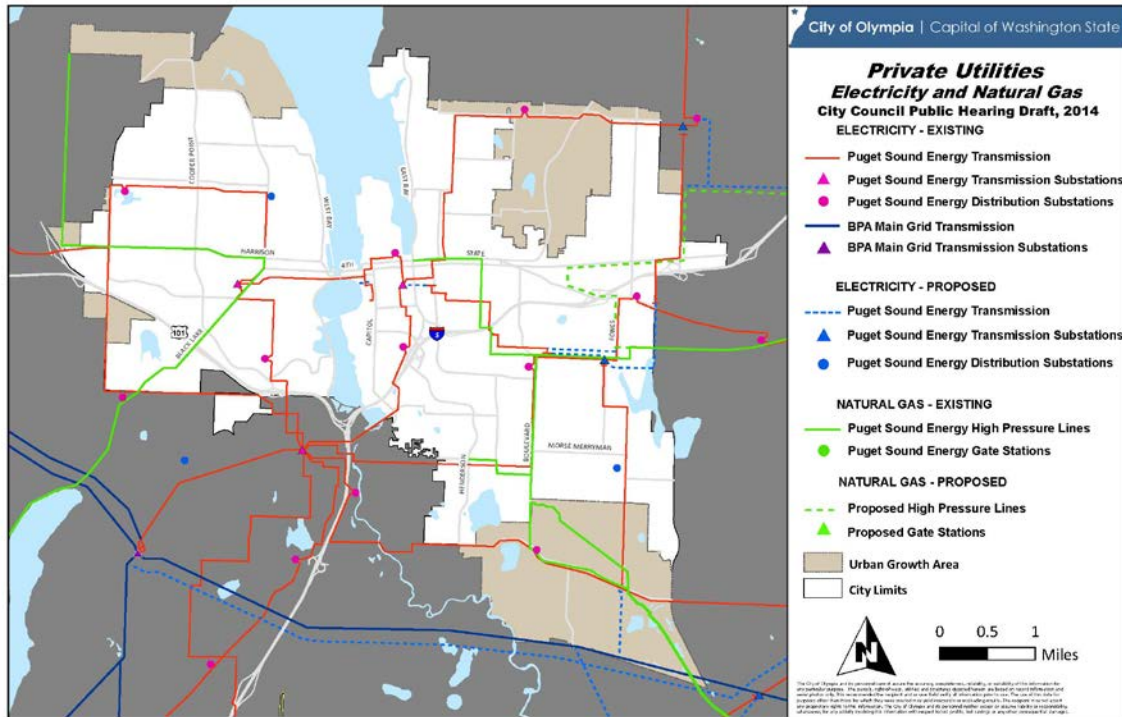 City of Olympia | Capital of Washington State
Private Utilities
Electricity and Natural Gas
City Council Public Hearing Draft, 2014
ELECTRICITY - EXISTING
Puget Sound Energy Transmission
Puget Sound Energy Transmission Substations
Puget Sound Energy Distribution Substations
BPA Main Grid Transmission
BPA Main Grid Transmission Substations
ELECTRICITY - PROPOSED
Puget Sound Energy Transmission
Puget Sound Energy Transmission Substations
Puget Sound Energy Distribution Substations
NATURAL GAS - EXISTING
Puget Sound Energy High Pressure Lines
Puget Sound Energy Gate Stations
NATURAL GAS - PROPOSED
Proposed High Pressure Lines
Proposed Gate Stations
Urban Growth Area
City Limits
N
0 0.5 1
Miles
COOPER POINT
WEST BAY
EAST BAY
HARRISON
4TH
STATE
101
BLACK LAKE
CAPITOL
5
FONES
BOULEVARD
MORSE MERRYMAN
HENDERSON